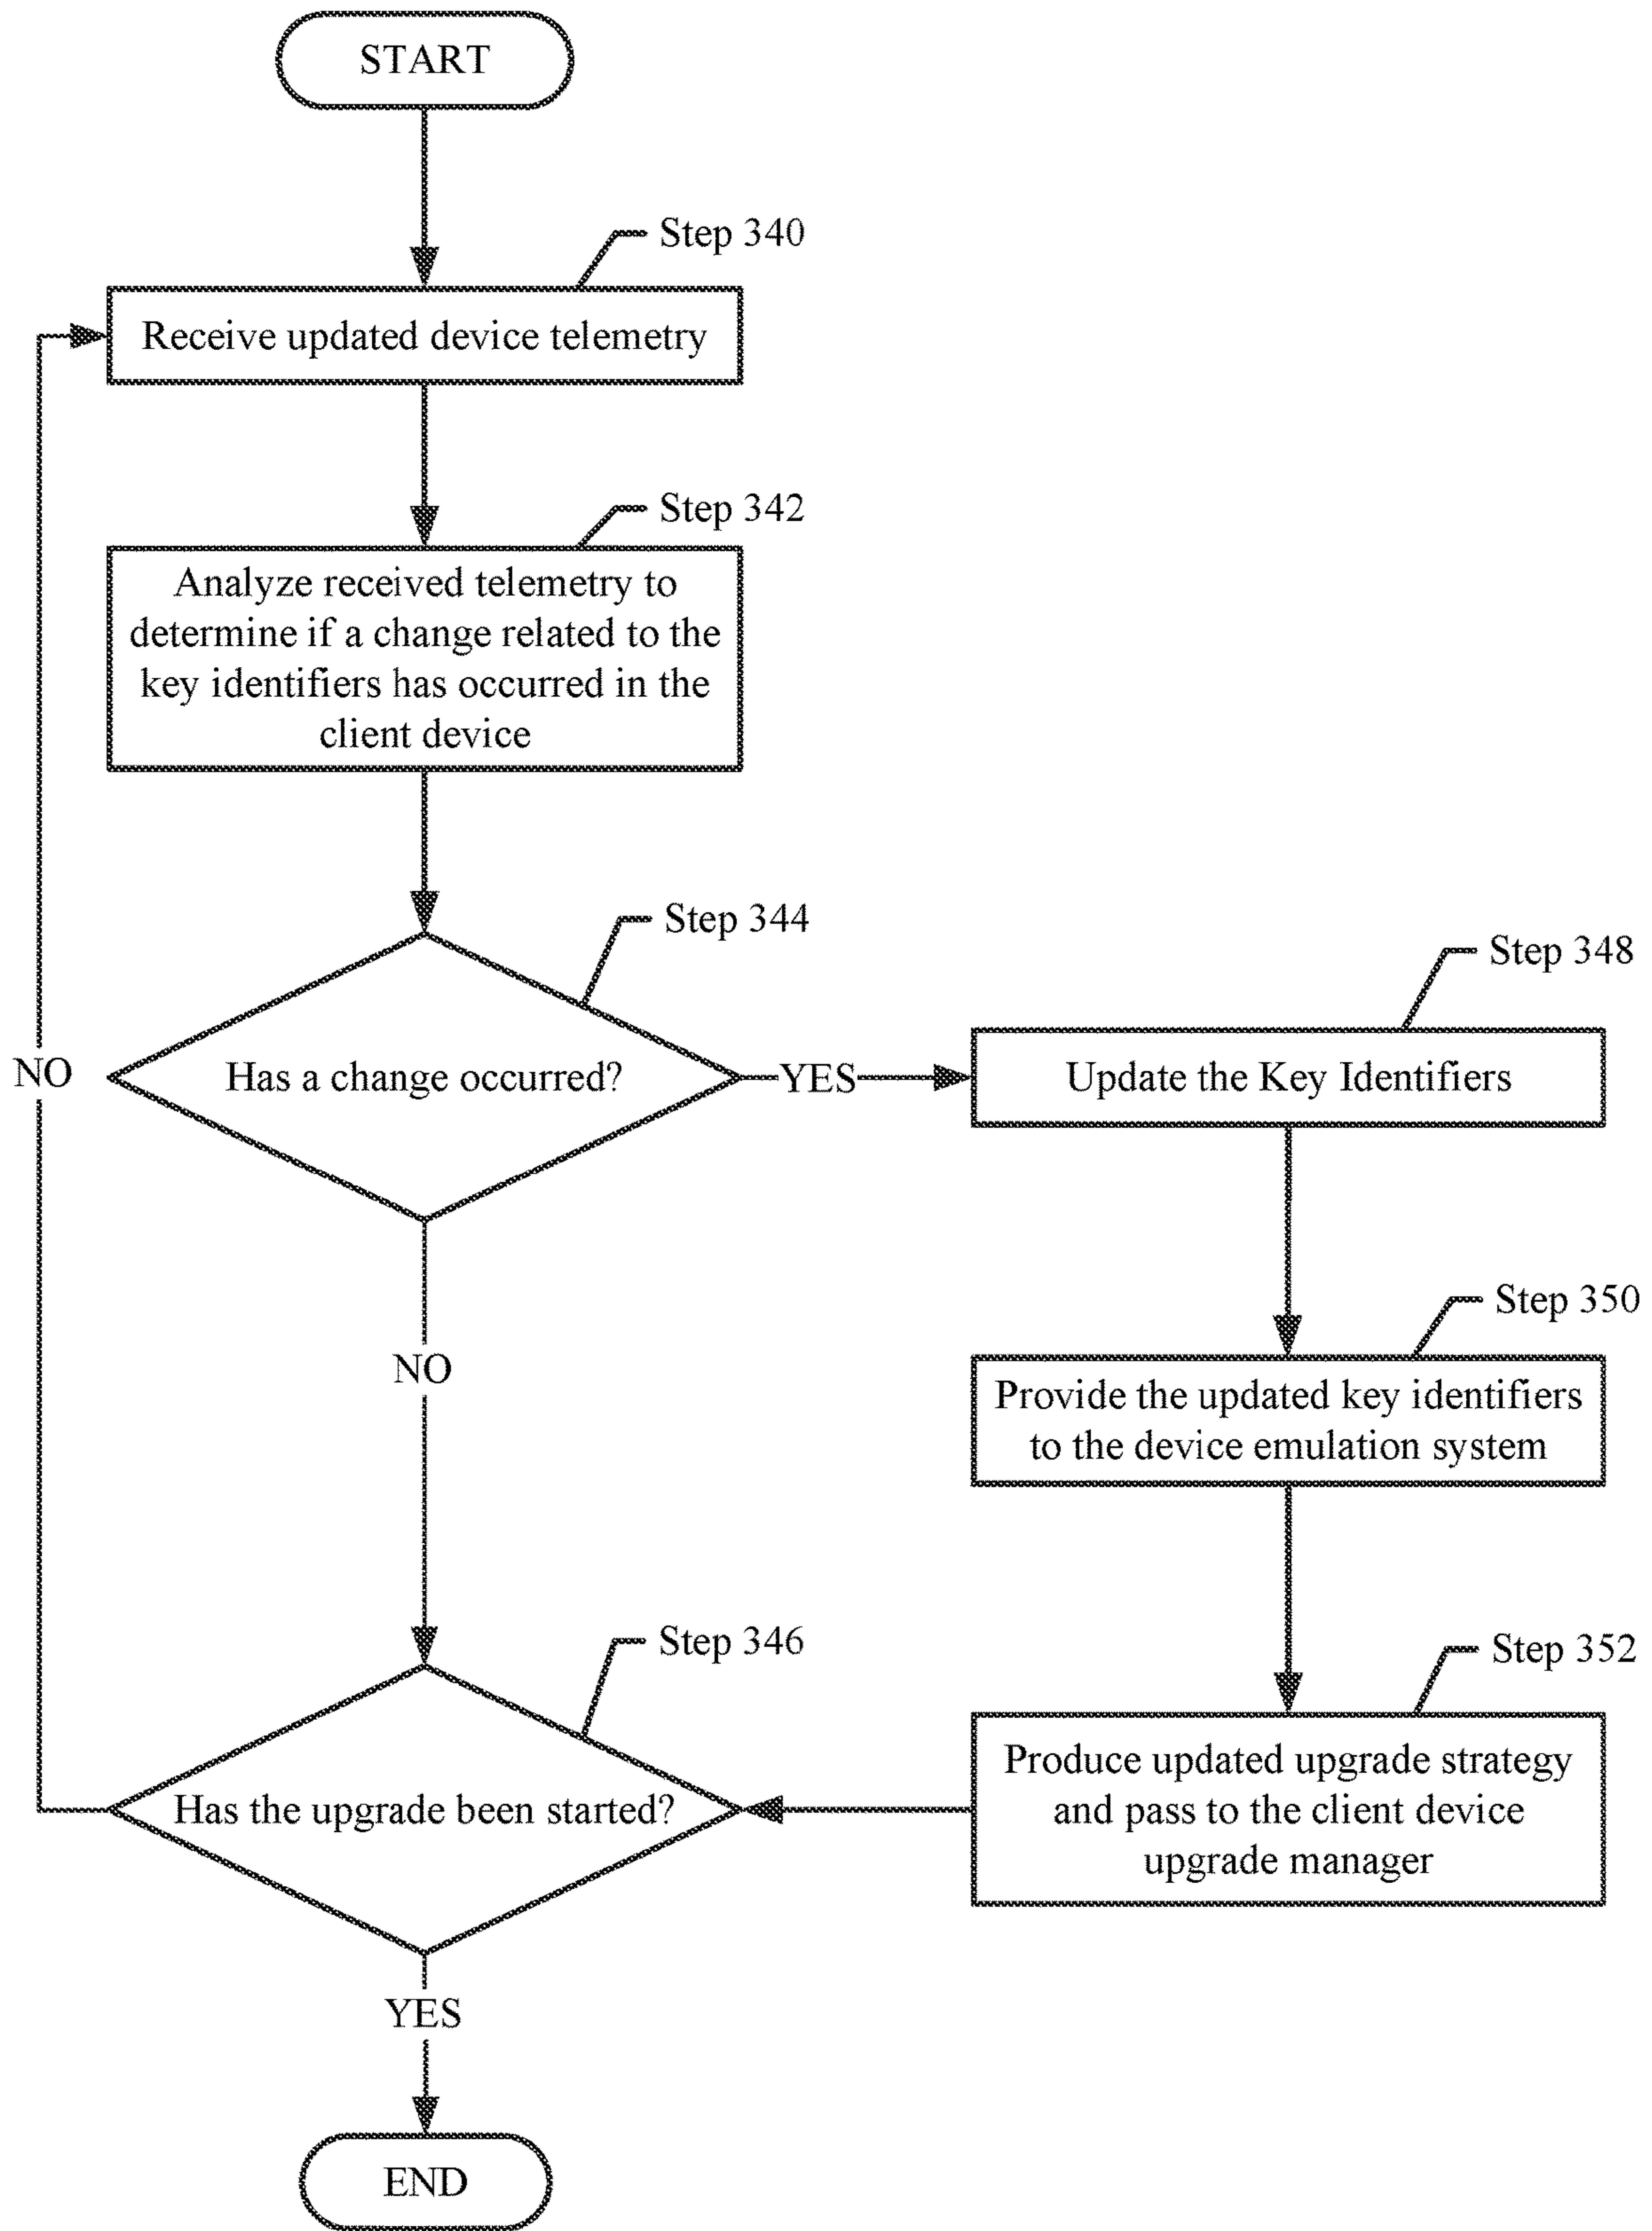 START
Step 340
Receive updated device telemetry
Step 342
Analyze received telemetry to
determine if a change related to the
key identifiers has occurred in the
client device
Step 344
Has a change occurred?
NO
YES
Step 348
Update the Key Identifiers
NO
Step 350
Provide the updated key identifiers
to the device emulation system
Step 346
Has the upgrade been started?
Step 352
Produce updated upgrade strategy
and pass to the client device
upgrade manager
YES
END